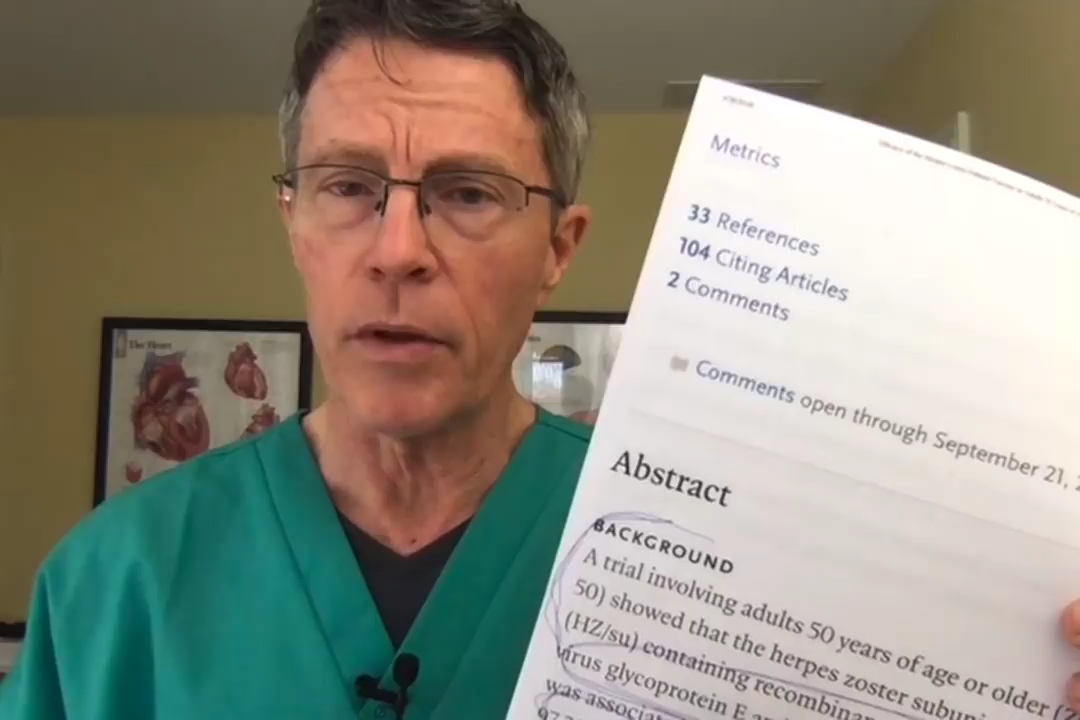 The Heart
Metrics
33 References
104 Citing Articles
2 Comments
Comments open through September 21,
Abstract
BACKGROUND
A trial involving adults 50 years of age or older
50) showed that the herpes zoster subuni
(HZ/su) containing recombinan
virus glycoprotein E
was associat